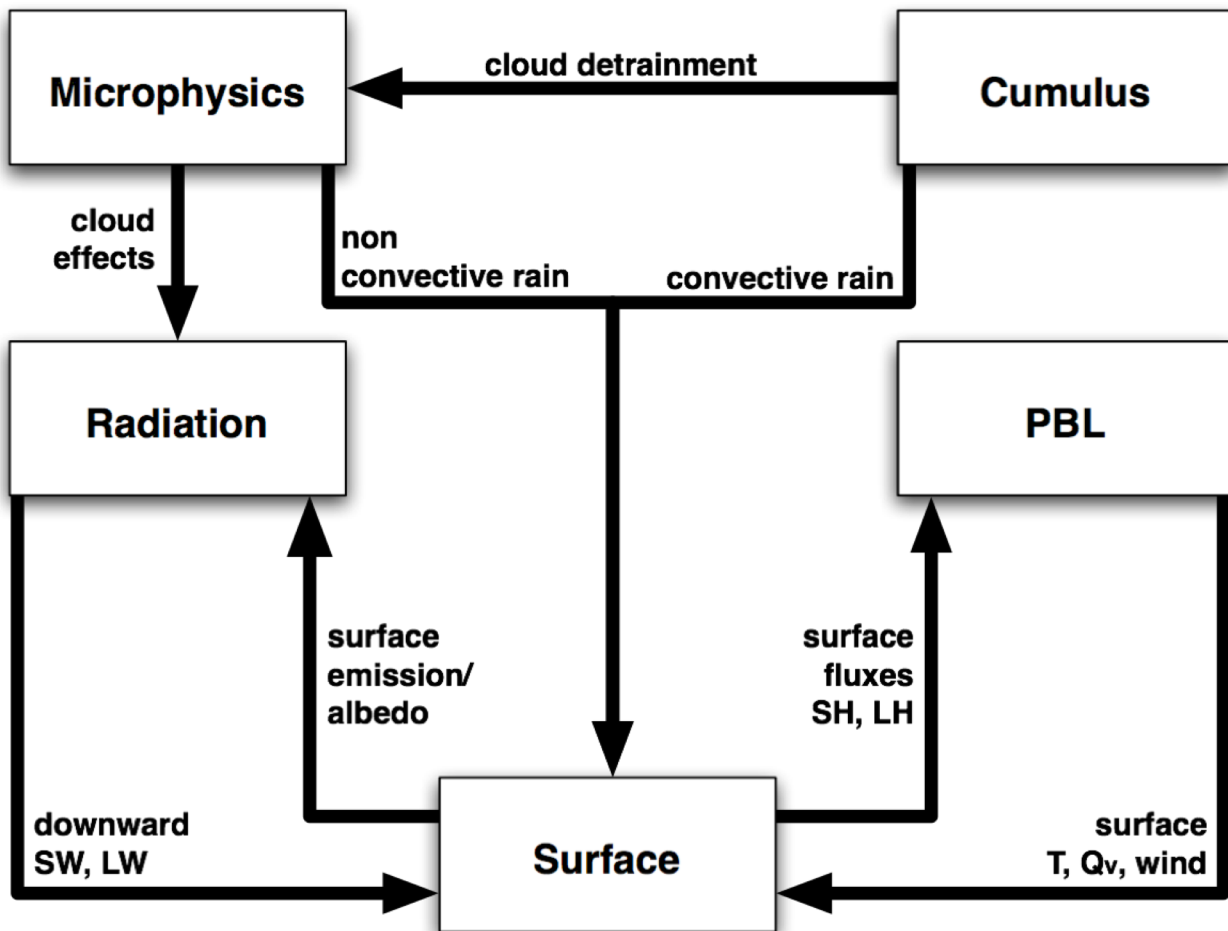 Microphysics
cloud detrainment
Cumulus
cloud
effects
non
convective rain
convective rain
Radiation
PBL
surface
emission/
albedo
surface
fluxes
SH, LH
downward
SW, LW
Surface
surface
T, Qv, wind